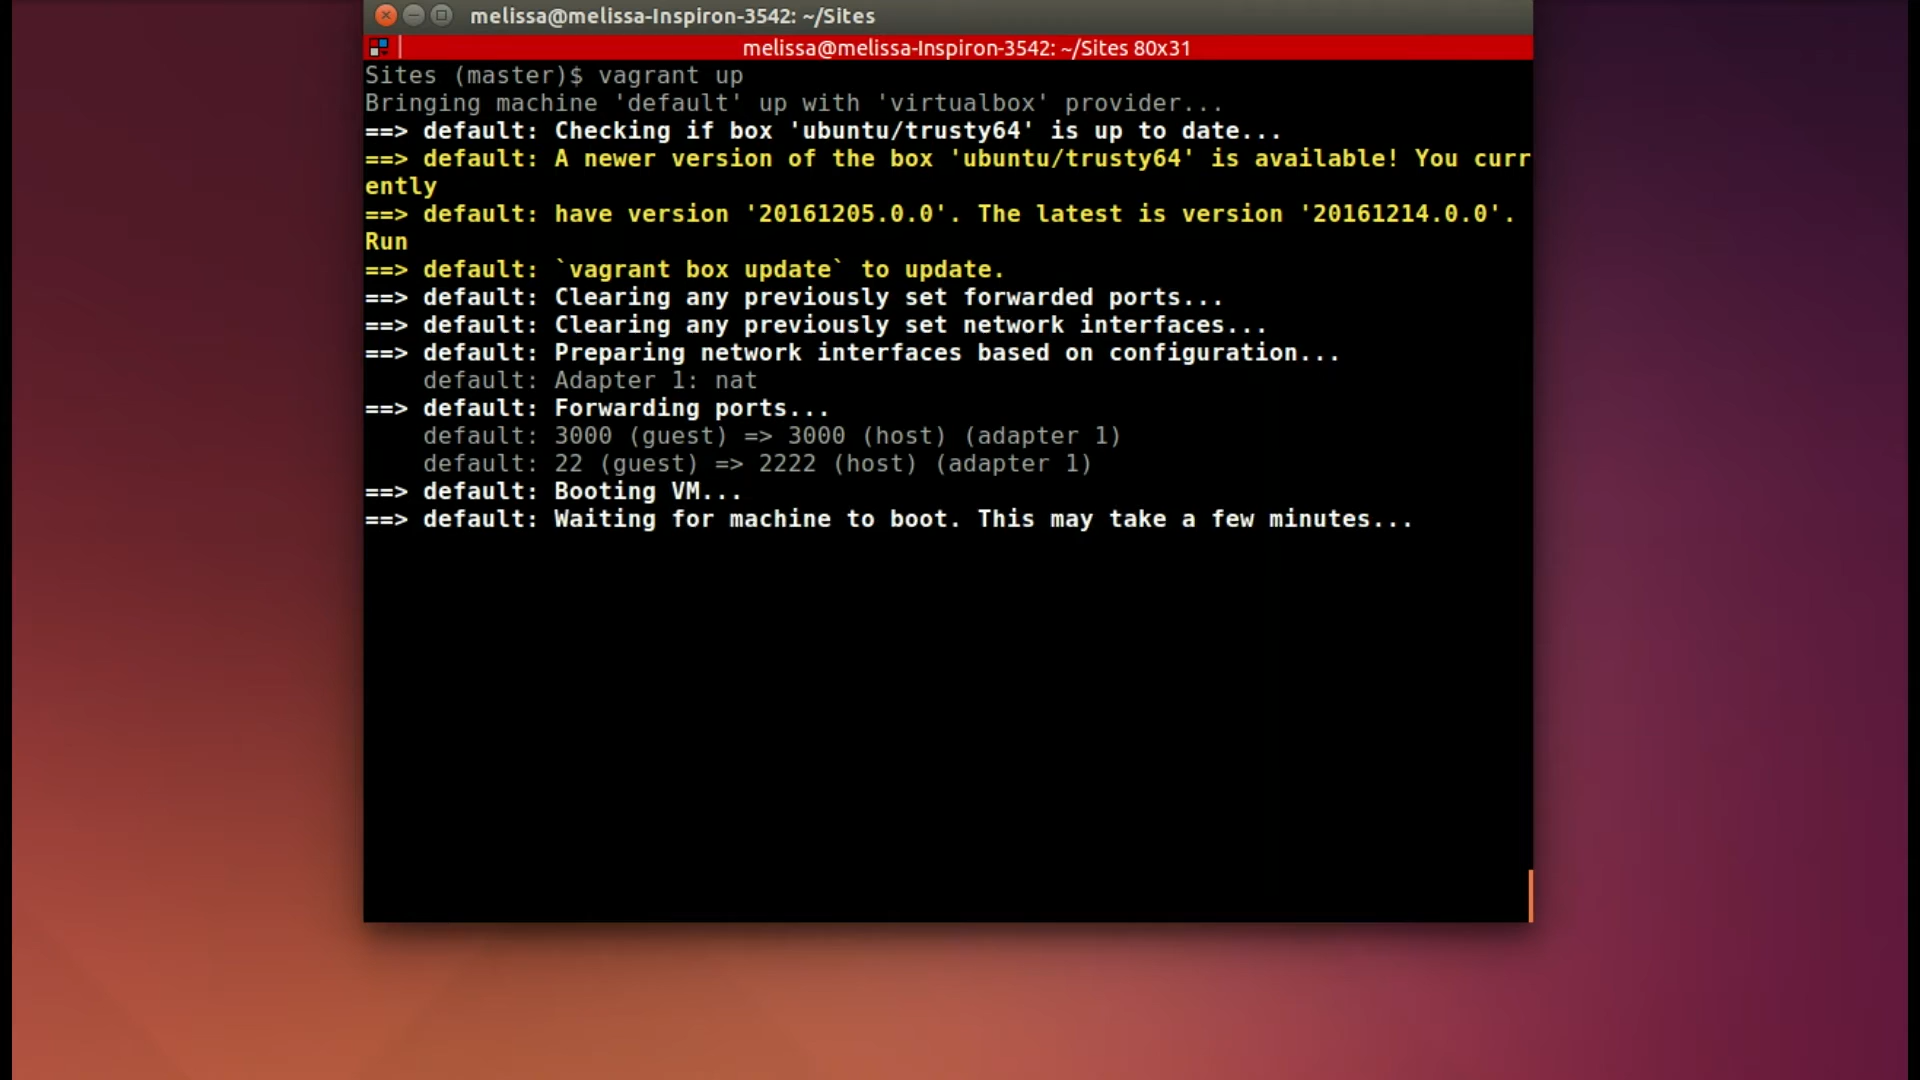 melissa@melissa-Inspiron-3542: ~/Sites
melissa@melissa-Inspiron-3542: ~/Sites 80x31
Sites (master)$ vagrant up
Bringing machine 'default' up with 'virtualbox' provider...
==> default: Checking if box 'ubuntu/trusty64' is up to date...
==> default: A newer version of the box 'ubuntu/trusty64' is available! You curr
ently
==> default: have version '20161205.0.0'. The latest is version '20161214.0.0'.
Run
==> default: `vagrant box update` to update.
==> default: Clearing any previously set forwarded ports...
==> default: Clearing any previously set network interfaces...
==> default: Preparing network interfaces based on configuration...
    default: Adapter 1: nat
==> default: Forwarding ports...
    default: 3000 (guest) => 3000 (host) (adapter 1)
    default: 22 (guest) => 2222 (host) (adapter 1)
==> default: Booting VM...
==> default: Waiting for machine to boot. This may take a few minutes...